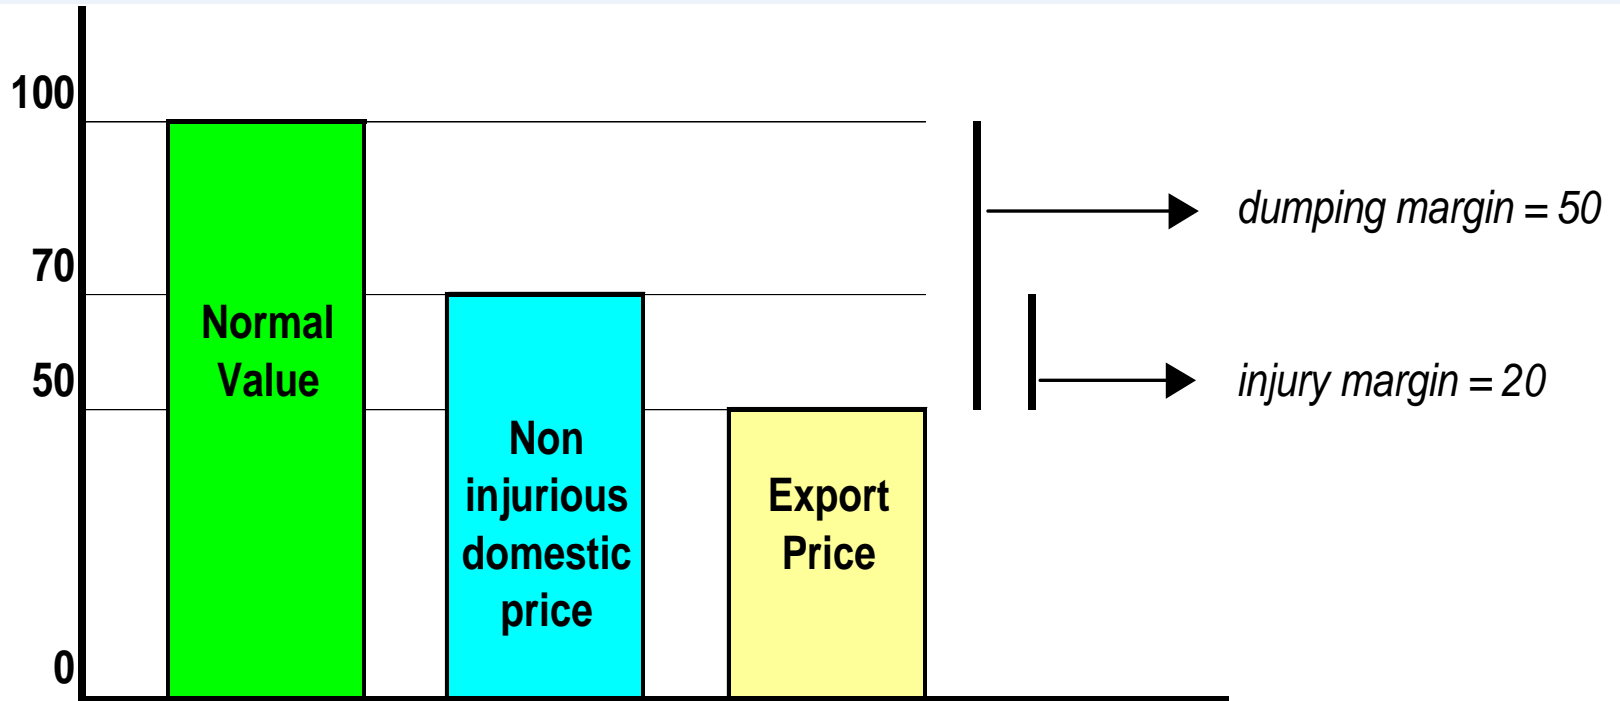 100
70
50
0
Normal
Value
Non
injurious
domestic
price
Export
Price
dumping margin = 50
injury margin = 20